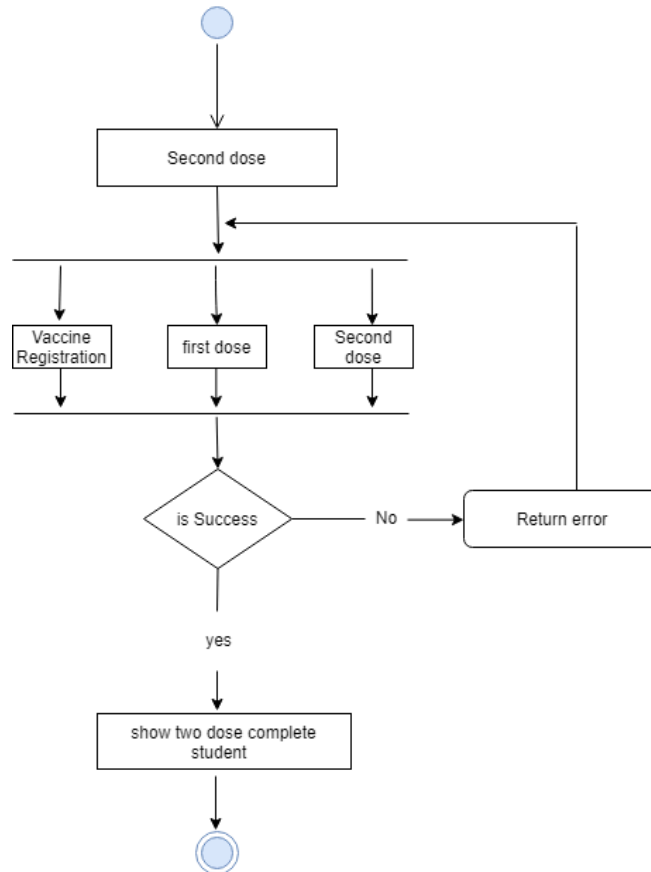 Second dose
Vaccine
Registration
first dose
Second
dose
is Success
No
Return error
yes
show two dose complete
student